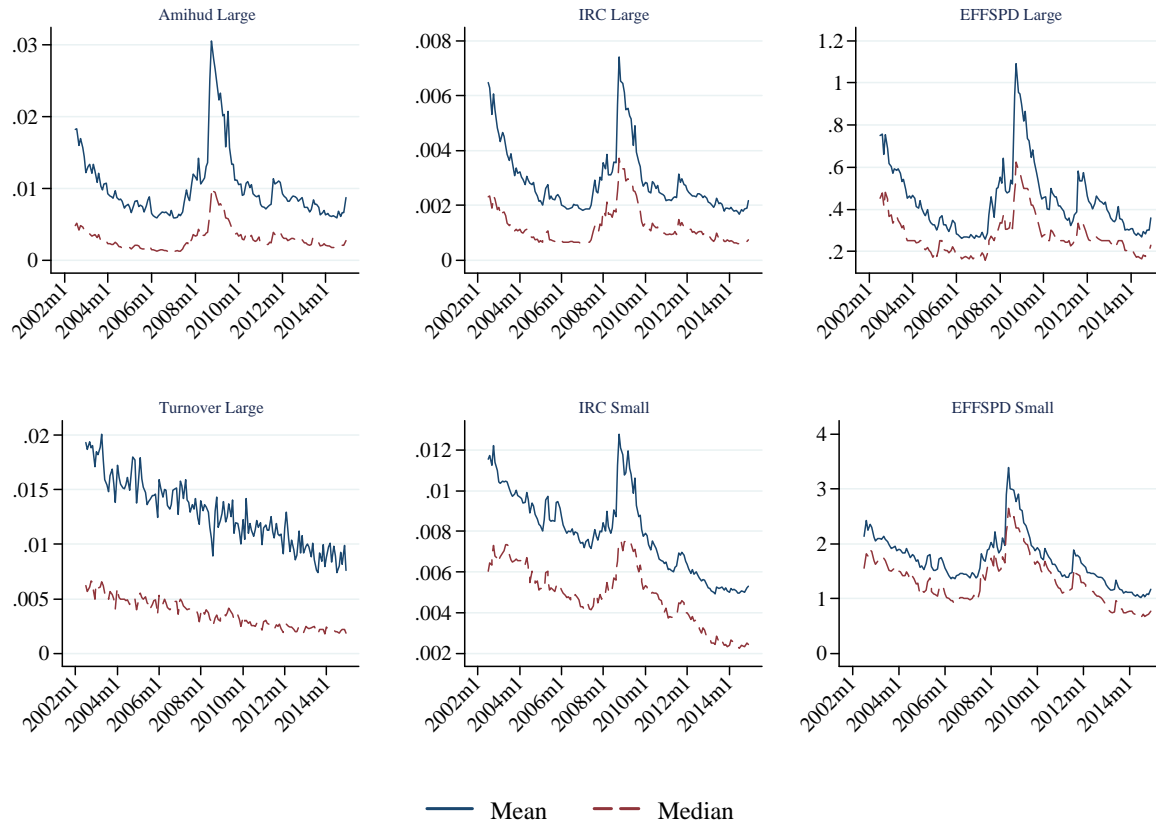 Amihud Large
.03
.02
.01
0
2002m1
2004m1
2006m1
2008m1
2010m1
2012m1
2014m1
IRC Large
.008
.006
.004
.002
0
2002m1
2004m1
2006m1
2008m1
2010m1
2012m1
2014m1
EFFSPD Large
1.2
1
.8
.6
.4
.2
2002m1
2004m1
2006m1
2008m1
2010m1
2012m1
2014m1
Turnover Large
.02
.015
.01
.005
0
2002m1
2004m1
2006m1
2008m1
2010m1
2012m1
2014m1
IRC Small
.012
.01
.008
.006
.004
.002
2002m1
2004m1
2006m1
2008m1
2010m1
2012m1
2014m1
EFFSPD Small
4
3
2
1
0
2002m1
2004m1
2006m1
2008m1
2010m1
2012m1
2014m1
Mean
Median